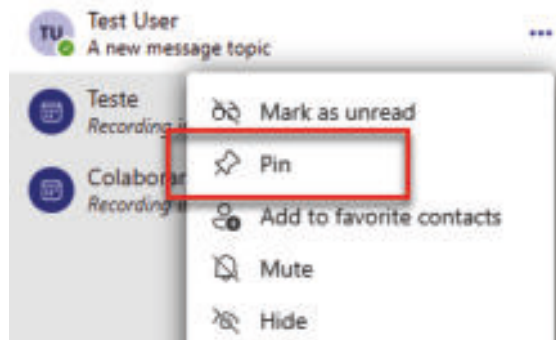 TU
Test User
A new message topic
Teste
Recording
Colaborar
Recording
Mark as unread
Pin
Add to favorite contacts
Mute
Hide